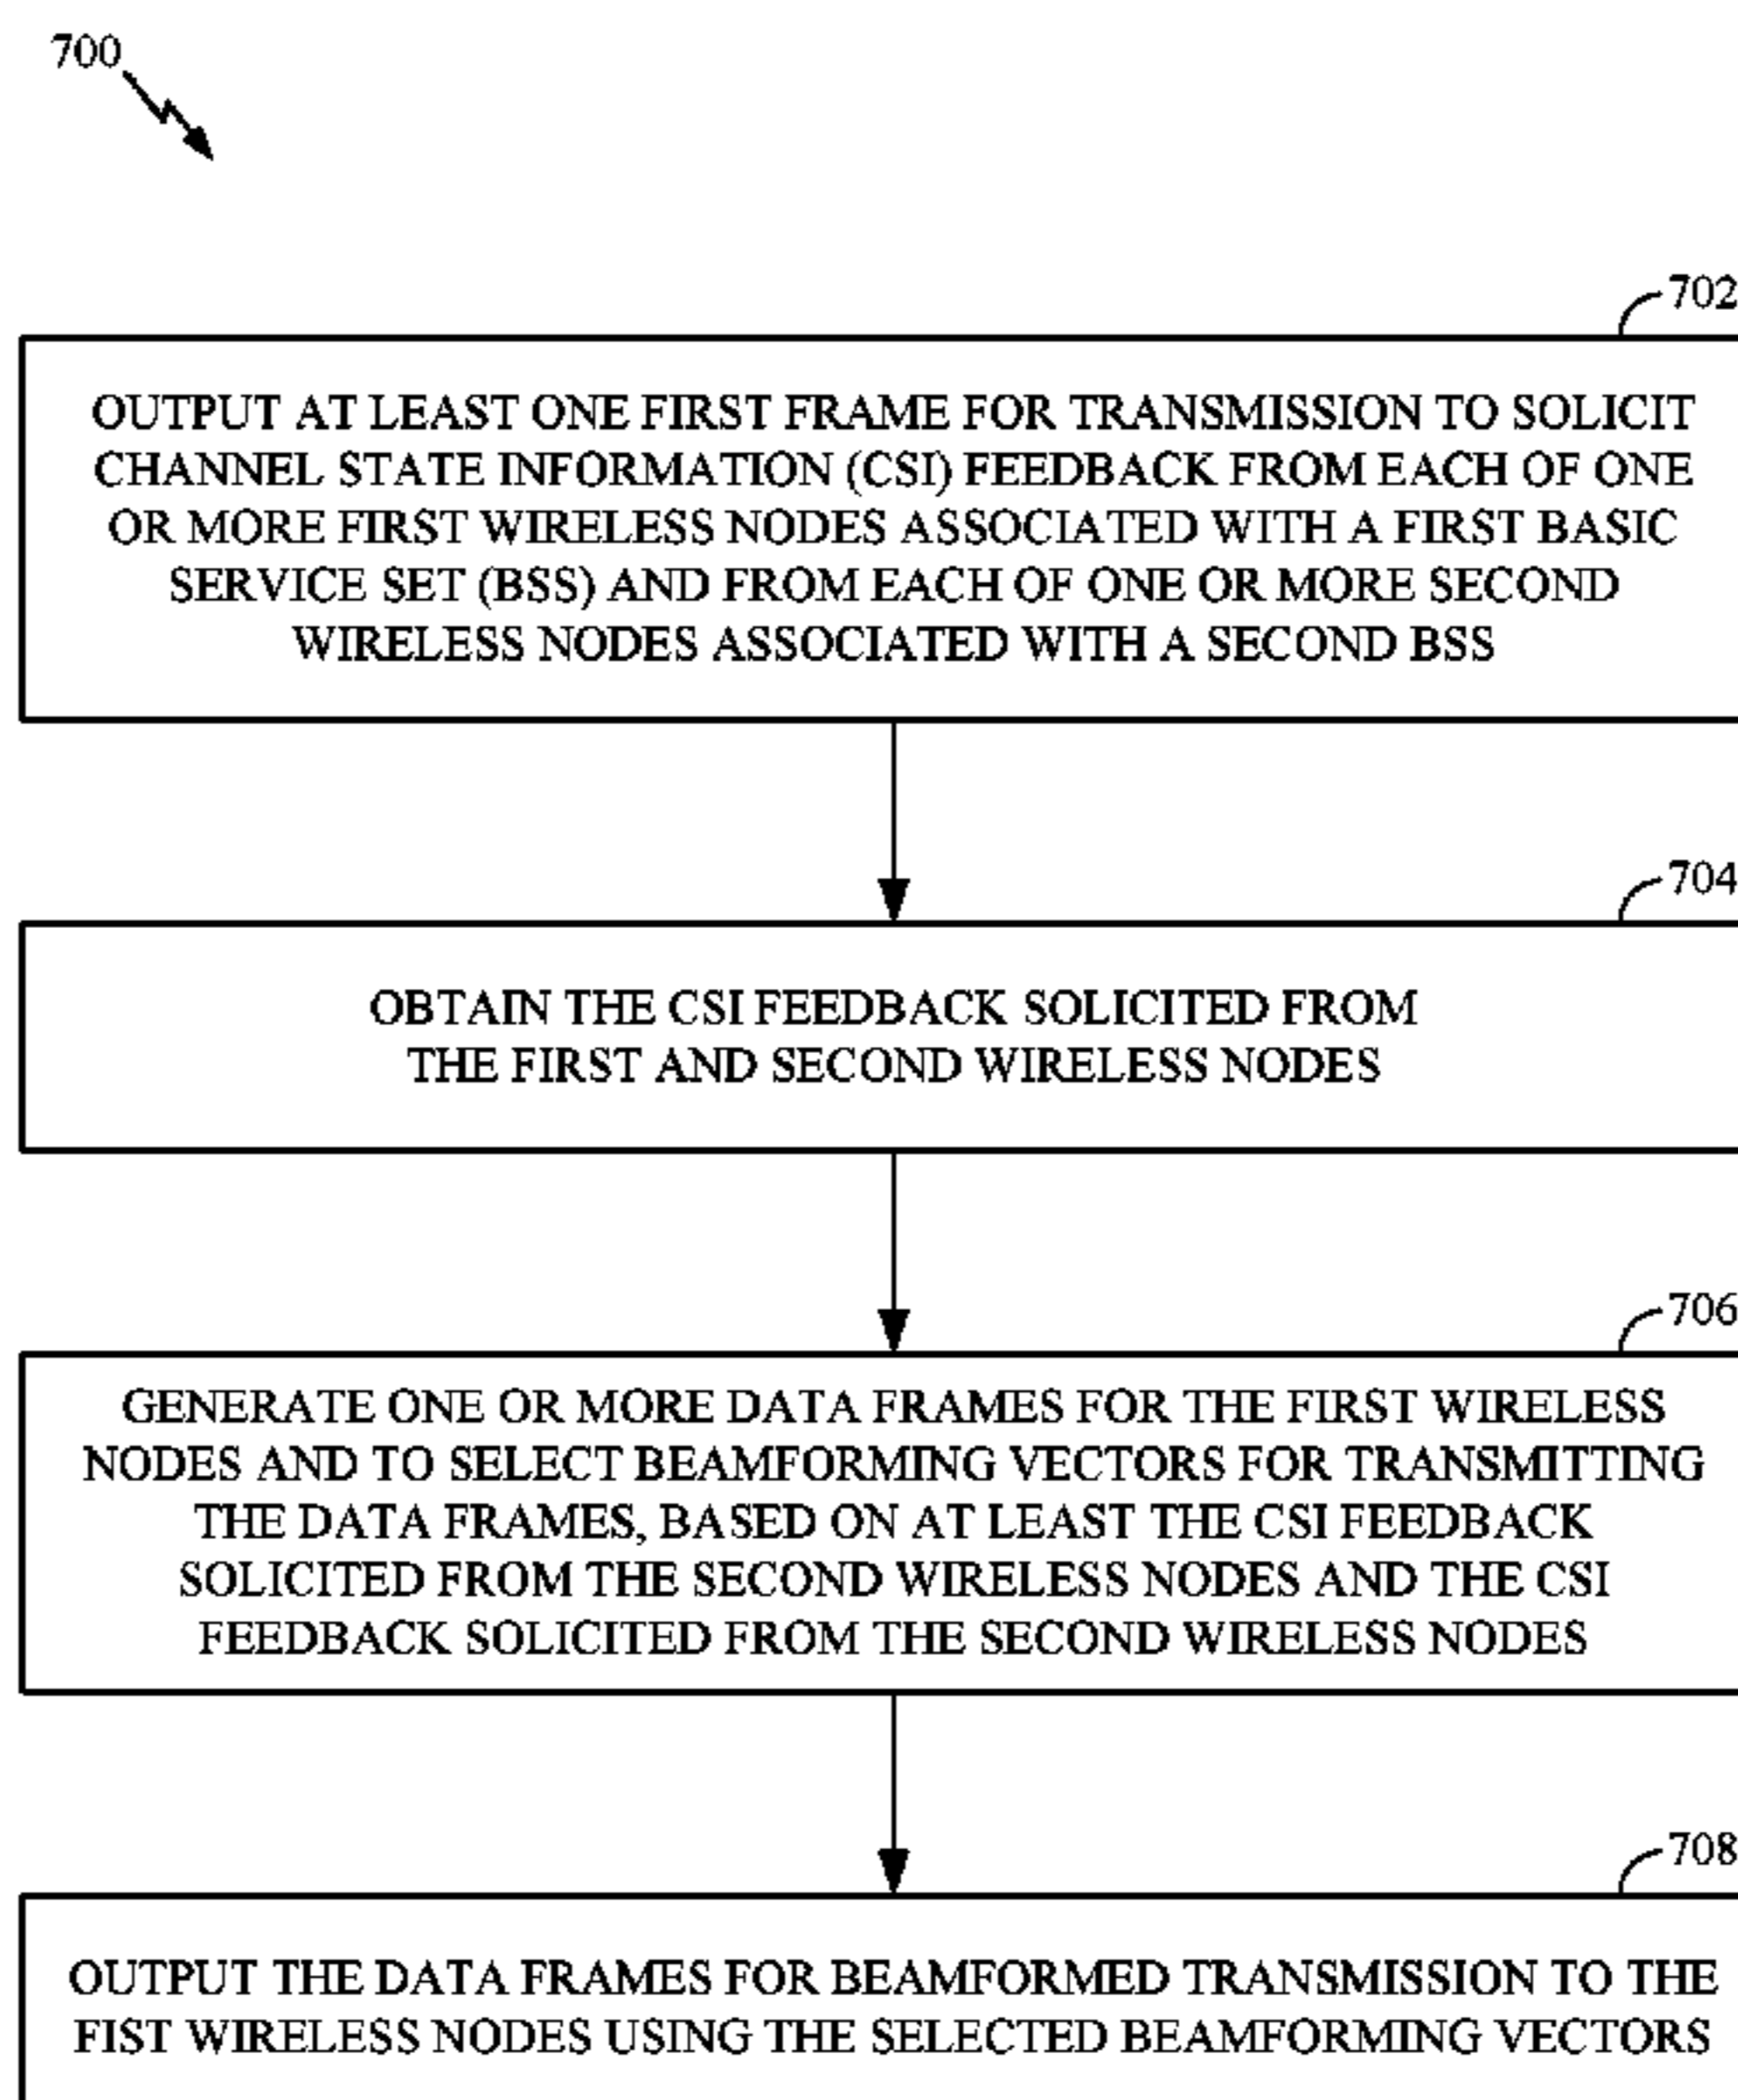 700
702
OUTPUT AT LEAST ONE FIRST FRAME FOR TRANSMISSION TO SOLICIT
CHANNEL STATE INFORMATION (CSI) FEEDBACK FROM EACH OF ONE
OR MORE FIRST WIRELESS NODES ASSOCIATED WITH A FIRST BASIC
SERVICE SET (BSS) AND FROM EACH OF ONE OR MORE SECOND
WIRELESS NODES ASSOCIATED WITH A SECOND BSS
704
OBTAIN THE CSI FEEDBACK SOLICITED FROM
THE FIRST AND SECOND WIRELESS NODES
706
GENERATE ONE OR MORE DATA FRAMES FOR THE FIRST WIRELESS
NODES AND TO SELECT BEAMFORMING VECTORS FOR TRANSMITTING
THE DATA FRAMES, BASED ON AT LEAST THE CSI FEEDBACK
SOLICITED FROM THE SECOND WIRELESS NODES AND THE CSI
FEEDBACK SOLICITED FROM THE SECOND WIRELESS NODES
708
OUTPUT THE DATA FRAMES FOR BEAMFORMED TRANSMISSION TO THE
FIST WIRELESS NODES USING THE SELECTED BEAMFORMING VECTORS